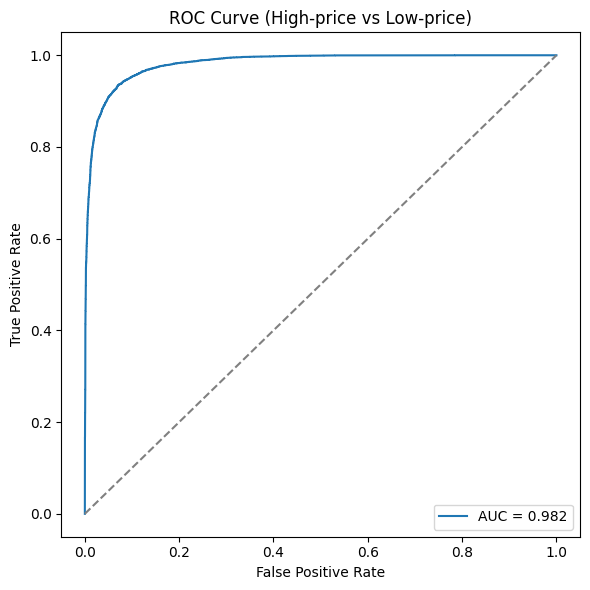 ROC Curve (High-price vs Low-price)
True Positive Rate
1.0
0.8
0.6
0.4
0.2
0.0
0.0 0.2 0.4 0.6 0.8 1.0
False Positive Rate
AUC = 0.982